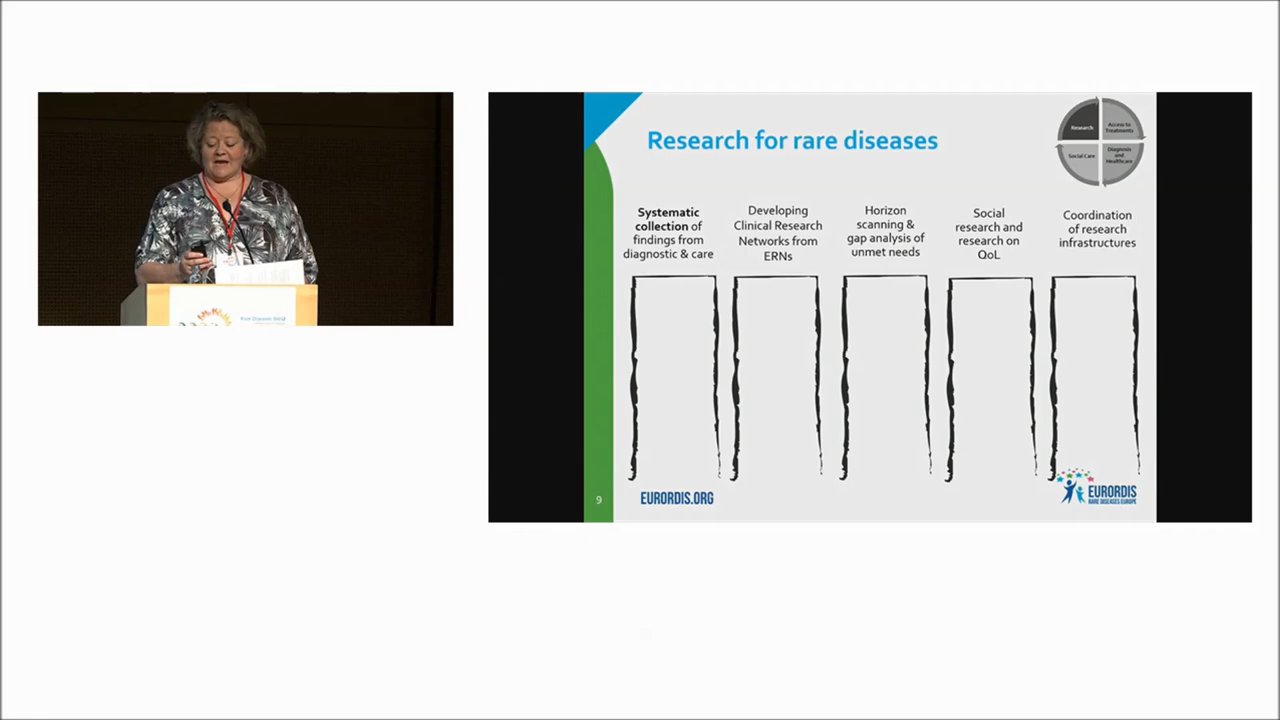 Research for rare diseases
Research
Access to
Treatments
Social Care
Diagnosis
and
Healthcare
Systematic
collection of
findings from
diagnostic & care
Developing
Clinical Research
Networks from
ERNs
Horizon
scanning &
gap analysis of
unmet needs
Social
research and
research on
QoL
Coordination
of research
infrastructures
9
EURORDIS.ORG
EURORDIS
RARE DISEASES EUROPE